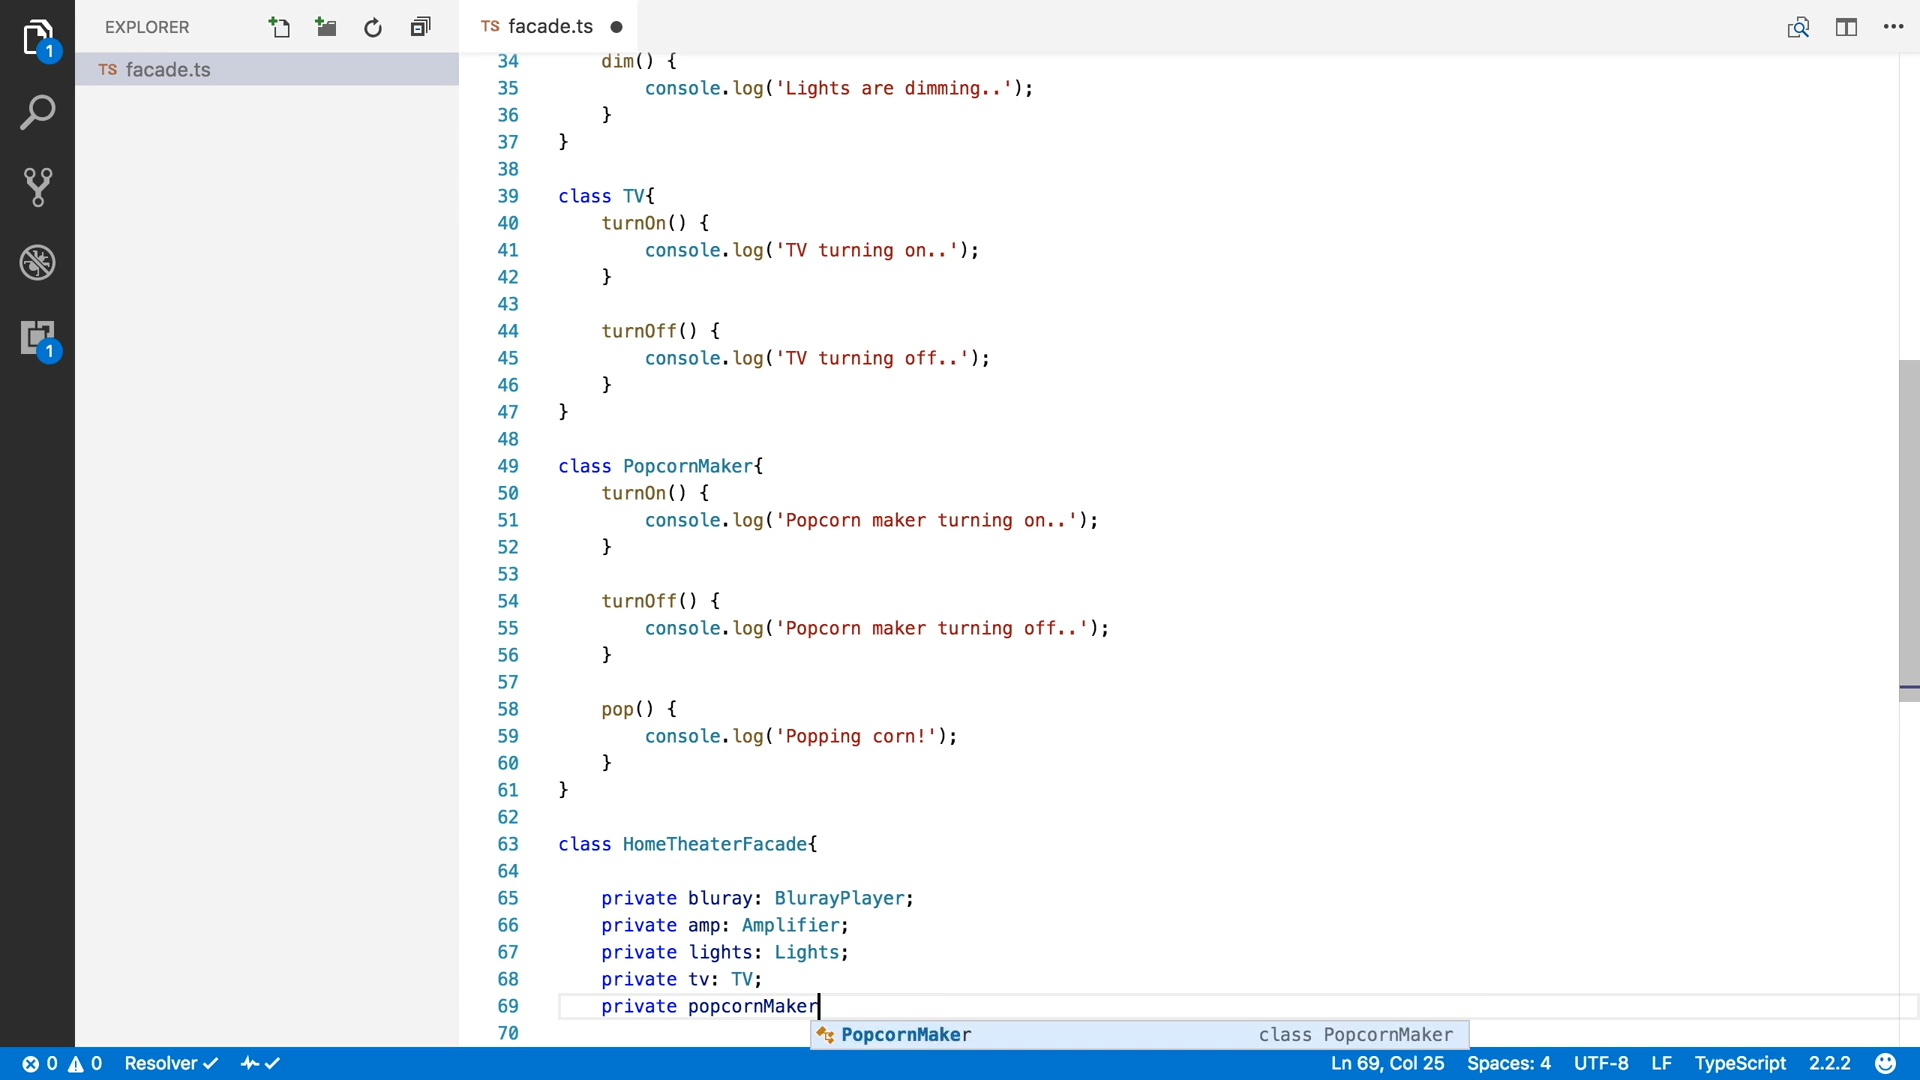 EXPLORER
TS facade.ts
1
TS facade.ts
1
34 dim() {
35 console.log('Lights are dimming..');
36 }
37 }
38
39 class TV{
40 turnOn() {
41 console.log('TV turning on..');
42 }
43
44 turnOff() {
45 console.log('TV turning off..');
46 }
47 }
48
49 class PopcornMaker{
50 turnOn() {
51 console.log('Popcorn maker turning on..');
52 }
53
54 turnOff() {
55 console.log('Popcorn maker turning off..');
56 }
57
58 pop() {
59 console.log('Popping corn!');
60 }
61 }
62
63 class HomeTheaterFacade{
64
65 private bluray: BlurayPlayer;
66 private amp: Amplifier;
67 private lights: Lights;
68 private tv: TV;
69 private popcornMaker
70
PopcornMaker class PopcornMaker
0 0 Resolver Ln 69, Col 25 Spaces: 4 UTF-8 LF TypeScript 2.2.2